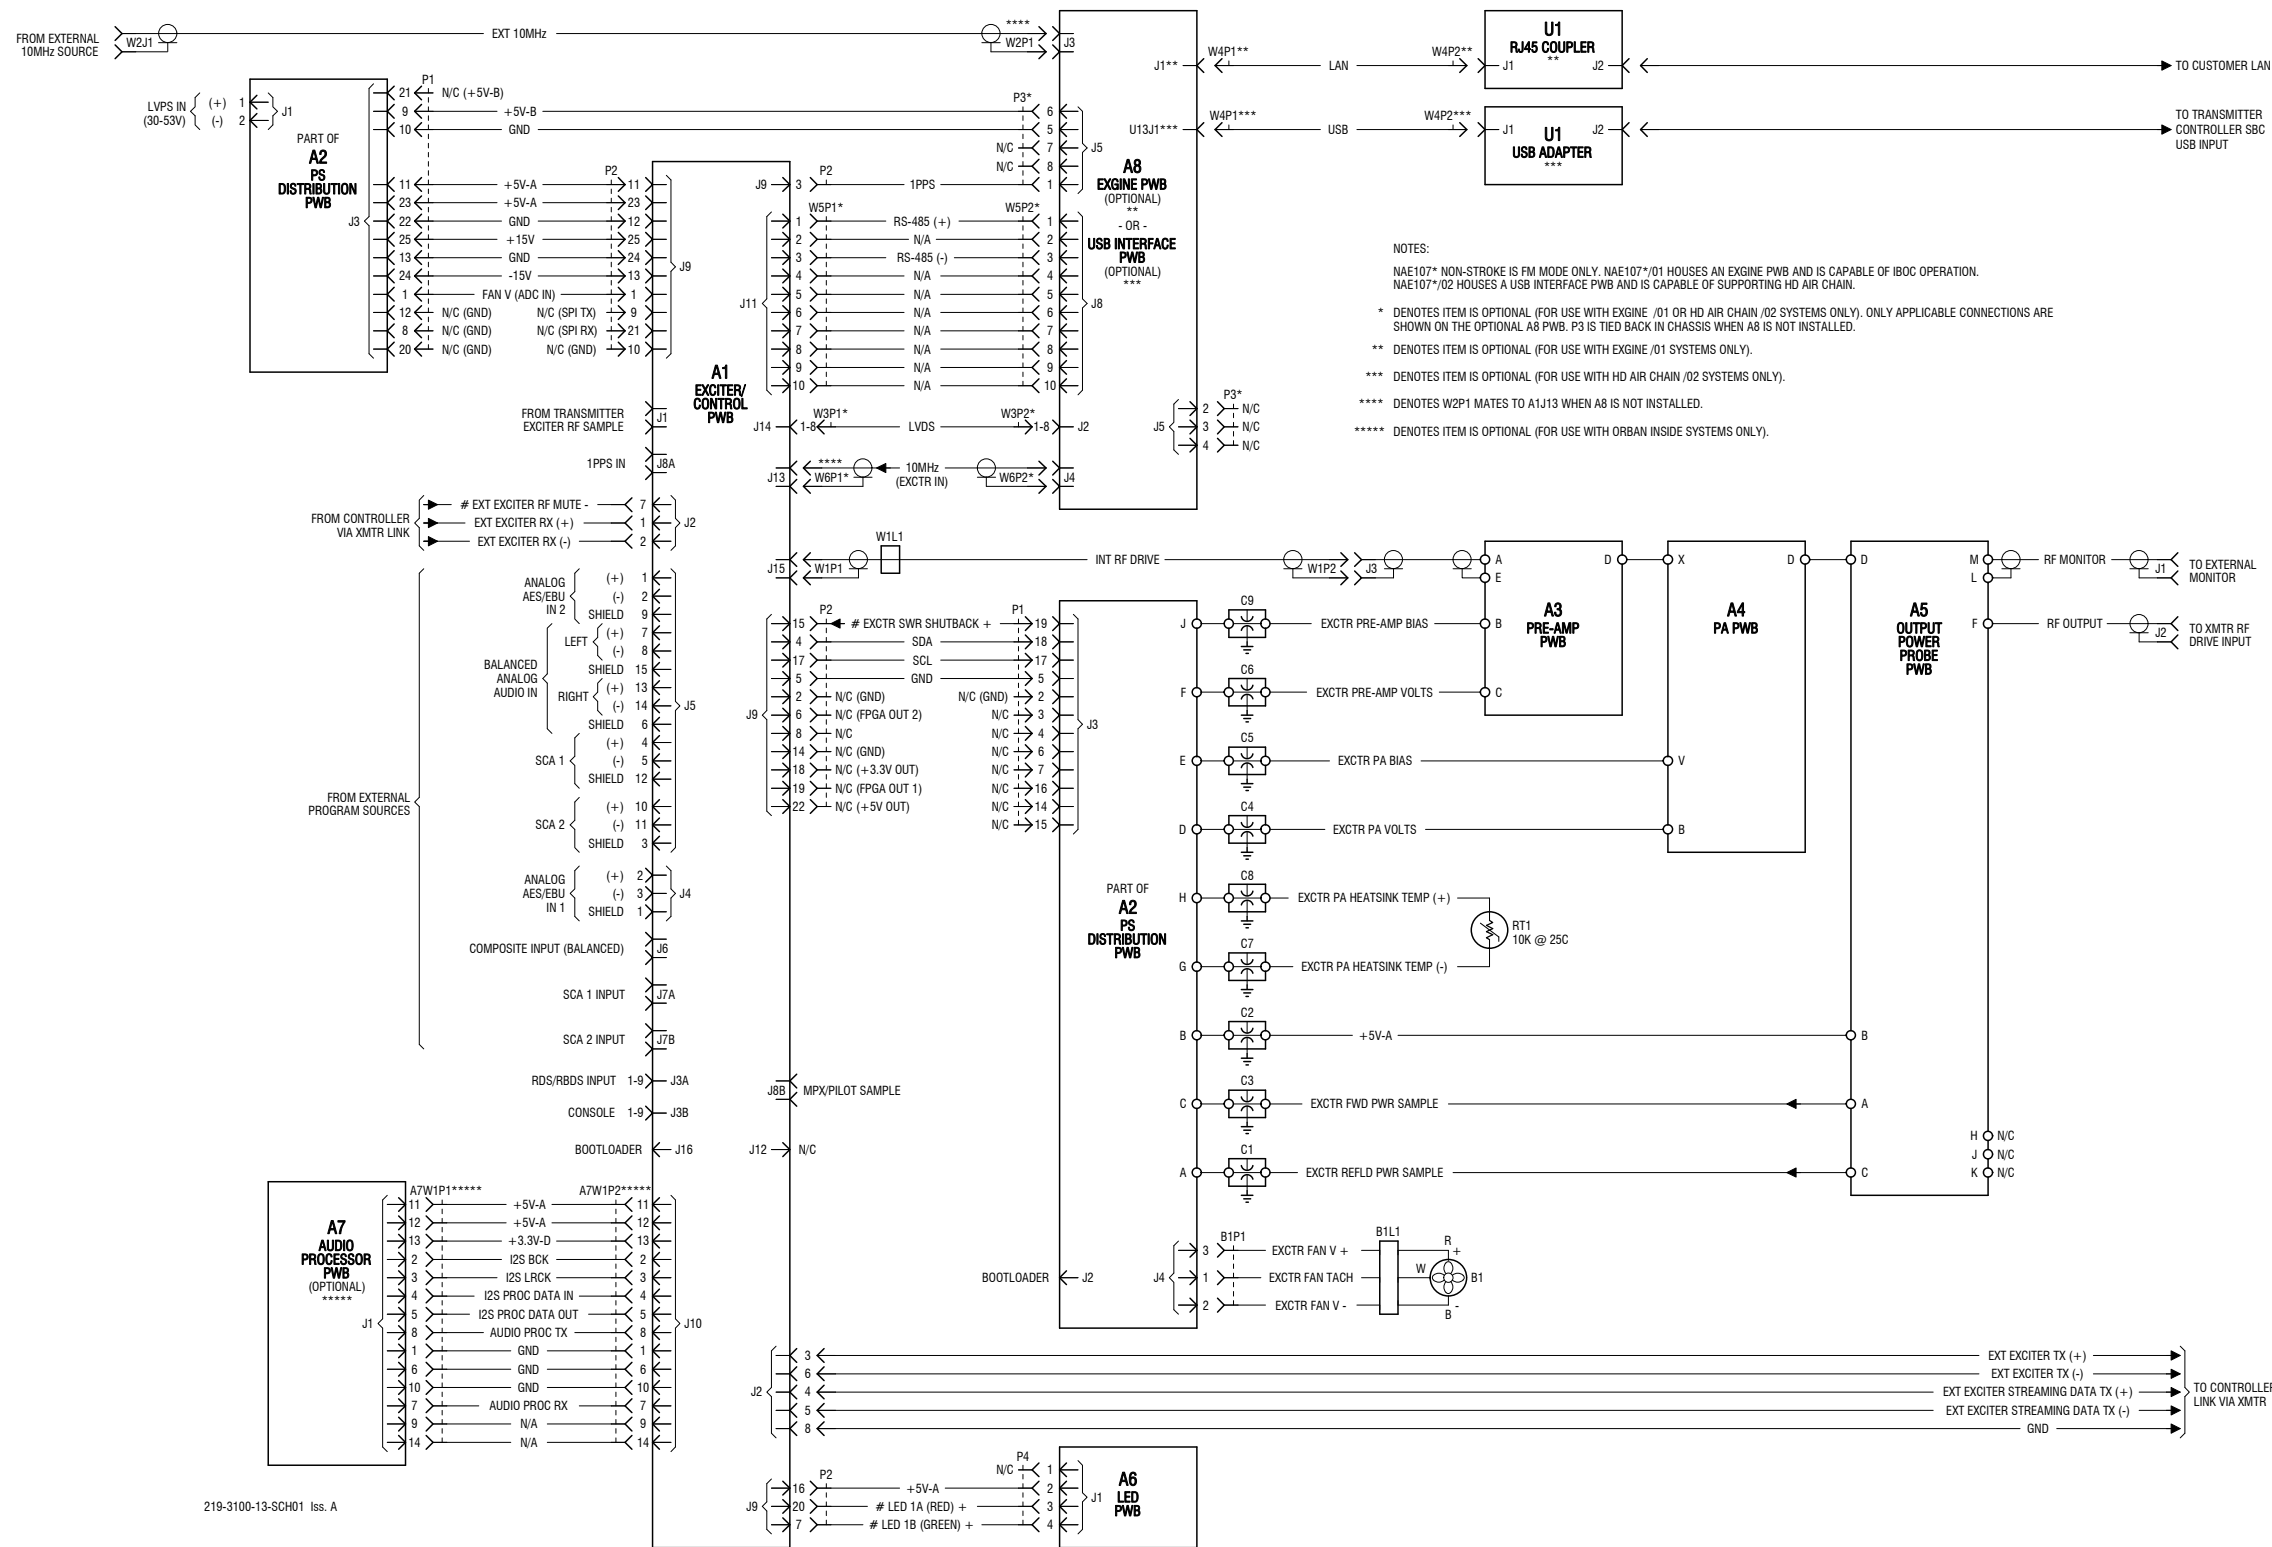 FROM EXTERNAL
10MHz SOURCE
W2J1
EXT 10MHz
****
W2P1
J3
LVPS IN
(30-53V)
(+) 1
(-) 2
J1
PART OF
A2
PS
DISTRIBUTION
PWB
J3
P1
21 N/C (+5V-B)
9 +5V-B
10 GND
P2
11 +5V-A 11
23 +5V-A 23
22 GND 12
25 +15V 25
13 GND 24
24 -15V 13
1 FAN V (ADC IN) 1
12 N/C (GND) N/C (SPI TX) 9
8 N/C (GND) N/C (SPI RX) 21
20 N/C (GND) N/C (GND) 10
J9
A1
EXCITER/
CONTROL
PWB
P3*
6
5
N/C 7
N/C 8
1
J5
J9 3 P2 1PPS
W5P1* W5P2*
1 RS-485 (+) 1
2 N/A 2
3 RS-485 (-) 3
4 N/A 4
5 N/A 5
6 N/A 6
7 N/A 7
8 N/A 8
9 N/A 9
10 N/A 10
J11
J8
A8
EXGINE PWB
(OPTIONAL)
**
- OR -
USB INTERFACE
PWB
(OPTIONAL)
***
J1** W4P1** LAN W4P2** J1
U1
RJ45 COUPLER
**
J2 TO CUSTOMER LAN
U13J1*** W4P1*** USB W4P2*** J1
U1
USB ADAPTER
***
J2
TO TRANSMITTER
CONTROLLER SBC
USB INPUT
NOTES:
NAE107* NON-STROKE IS FM MODE ONLY. NAE107*/01 HOUSES AN EXGINE PWB AND IS CAPABLE OF IBOC OPERATION.
NAE107*/02 HOUSES A USB INTERFACE PWB AND IS CAPABLE OF SUPPORTING HD AIR CHAIN.
* DENOTES ITEM IS OPTIONAL (FOR USE WITH EXGINE /01 OR HD AIR CHAIN /02 SYSTEMS ONLY). ONLY APPLICABLE CONNECTIONS ARE
SHOWN ON THE OPTIONAL A8 PWB. P3 IS TIED BACK IN CHASSIS WHEN A8 IS NOT INSTALLED.
** DENOTES ITEM IS OPTIONAL (FOR USE WITH EXGINE /01 SYSTEMS ONLY).
*** DENOTES ITEM IS OPTIONAL (FOR USE WITH HD AIR CHAIN /02 SYSTEMS ONLY).
**** DENOTES W2P1 MATES TO A1J13 WHEN A8 IS NOT INSTALLED.
***** DENOTES ITEM IS OPTIONAL (FOR USE WITH ORBAN INSIDE SYSTEMS ONLY).
P3*
J5
2 N/C
3 N/C
4 N/C
J14 1-8 W3P1* LVDS W3P2* 1-8 J2
J13 **** W6P1* 10MHz
(EXCTR IN)
W6P2* J4
FROM TRANSMITTER
EXCITER RF SAMPLE
J1
1PPS IN J8A
FROM CONTROLLER
VIA XMTR LINK
# EXT EXCITER RF MUTE - 7
EXT EXCITER RX (+) 1
EXT EXCITER RX (-) 2
J2
FROM EXTERNAL
PROGRAM SOURCES
ANALOG
AES/EBU
IN 2
(+) 1
(-) 2
SHIELD 9
BALANCED
ANALOG
AUDIO IN
LEFT
(+) 7
(-) 8
SHIELD 15
RIGHT
(+) 13
(-) 14
SHIELD 6
J5
SCA 1
(+) 4
(-) 5
SHIELD 12
SCA 2
(+) 10
(-) 11
SHIELD 3
ANALOG
AES/EBU
IN 1
(+) 2
(-) 3
SHIELD 1
J4
COMPOSITE INPUT (BALANCED) J6
SCA 1 INPUT J7A
SCA 2 INPUT J7B
RDS/RBDS INPUT 1-9 J3A
CONSOLE 1-9 J3B
BOOTLOADER J16
J8B MPX/PILOT SAMPLE
J12 N/C
J15 W1P1 W1L1 INT RF DRIVE W1P2 J3
A
E
B
C
D
A3
PRE-AMP
PWB
X
V
B
D
A4
PA PWB
D
A5
OUTPUT
POWER
PROBE
PWB
M RF MONITOR J1
L
TO EXTERNAL
MONITOR
F RF OUTPUT J2
TO XMTR RF
DRIVE INPUT
P2 P1
15 # EXCTR SWR SHUTBACK + 19
4 SDA 18
17 SCL 17
5 GND 5
2 N/C (GND) N/C (GND) 2
6 N/C (FPGA OUT 2) N/C 3
8 N/C N/C 4
14 N/C (GND) N/C 6
18 N/C (+3.3V OUT) N/C 7
19 N/C (FPGA OUT 1) N/C 16
22 N/C (+5V OUT) N/C 14
N/C 15
J9
J3
PART OF
A2
PS
DISTRIBUTION
PWB
J C9 EXCTR PRE-AMP BIAS
F C6 EXCTR PRE-AMP VOLTS
E C5 EXCTR PA BIAS
D C4 EXCTR PA VOLTS
H C8 EXCTR PA HEATSINK TEMP (+)
RT1
10K @ 25C
G C7 EXCTR PA HEATSINK TEMP (-)
B C2 +5V-A B
C C3 EXCTR FWD PWR SAMPLE A
A C1 EXCTR REFLD PWR SAMPLE C
H N/C
J N/C
K N/C
BOOTLOADER J2
J4
B1P1 B1L1
3 EXCTR FAN V + R +
1 EXCTR FAN TACH W B1
2 EXCTR FAN V - B -
A7
AUDIO
PROCESSOR
PWB
(OPTIONAL)
*****
J1
A7W1P1***** A7W1P2*****
11 +5V-A 11
12 +5V-A 12
13 +3.3V-D 13
2 I2S BCK 2
3 I2S LRCK 3
4 I2S PROC DATA IN 4
5 I2S PROC DATA OUT 5
8 AUDIO PROC TX 8
1 GND 1
6 GND 6
10 GND 10
7 AUDIO PROC RX 7
9 N/A 9
14 N/A 14
J10
J2
3 EXT EXCITER TX (+)
6 EXT EXCITER TX (-)
4 EXT EXCITER STREAMING DATA TX (+)
5 EXT EXCITER STREAMING DATA TX (-)
8 GND
TO CONTROLLER
LINK VIA XMTR
P2 P4
N/C 1
16 +5V-A 2
20 # LED 1A (RED) + 3
7 # LED 1B (GREEN) + 4
J9
J1
A6
LED
PWB
219-3100-13-SCH01 Iss. A